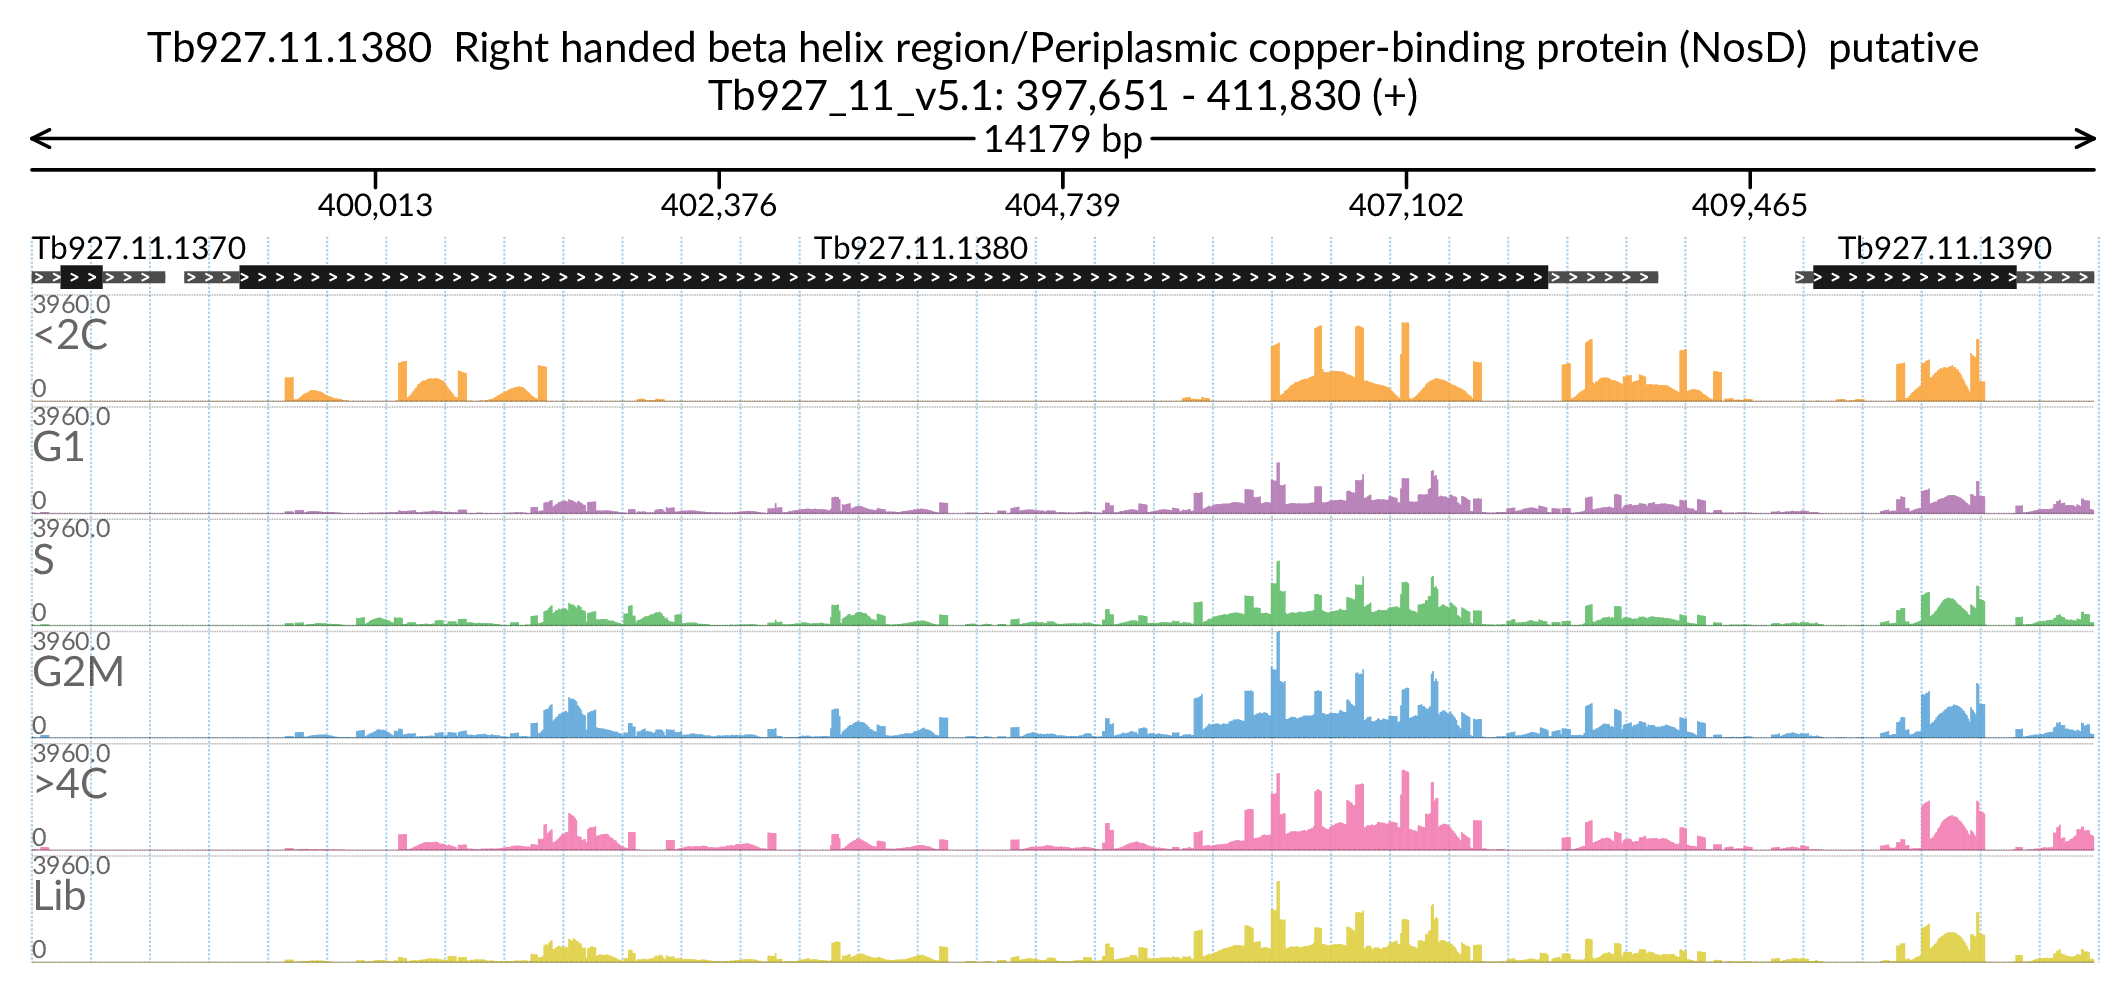 Tb927.11.1380  Right handed beta helix region/Periplasmic copper-binding protein (NosD)  putative
Tb927_11_v5.1: 397,651 - 411,830 (+)
14179 bp
400,013 402,376 404,739 407,102 409,465
Tb927.11.1370 Tb927.11.1380 Tb927.11.1390
3960.0
<2C
0
3960.0
G1
0
3960.0
S
0
3960.0
G2M
0
3960.0
>4C
0
3960.0
Lib
0